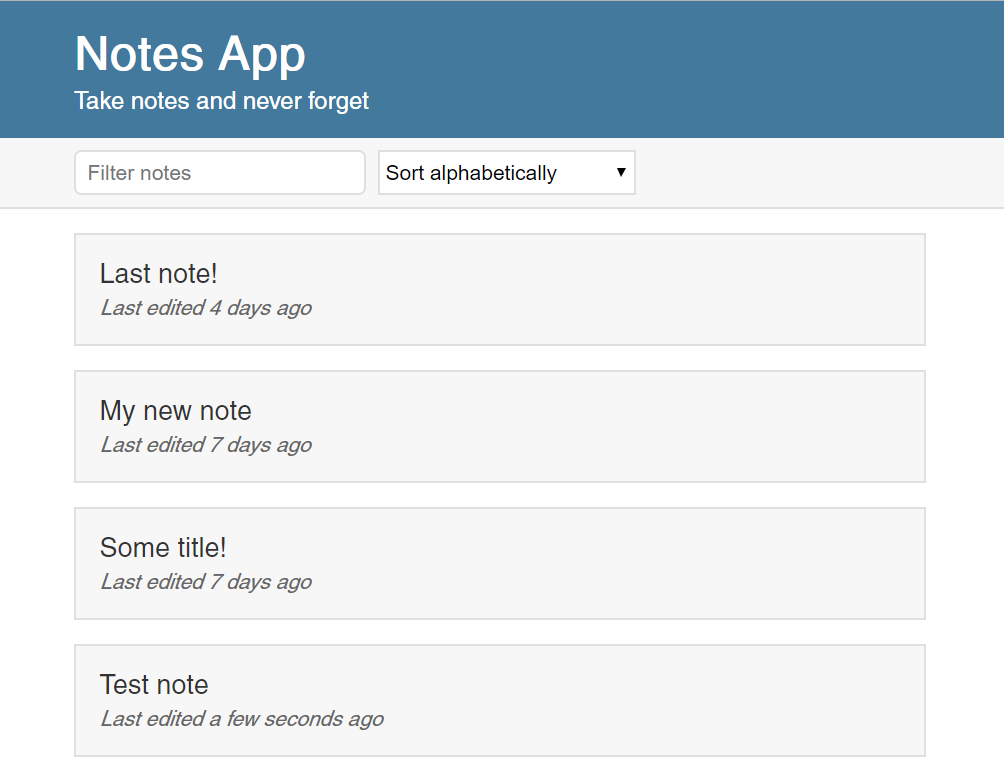 Notes App
Take notes and never forget
Filter notes
Sort alphabetically
Last note!
Last edited 4 days ago
My new note
Last edited 7 days ago
Some title!
Last edited 7 days ago
Test note
Last edited a few seconds ago